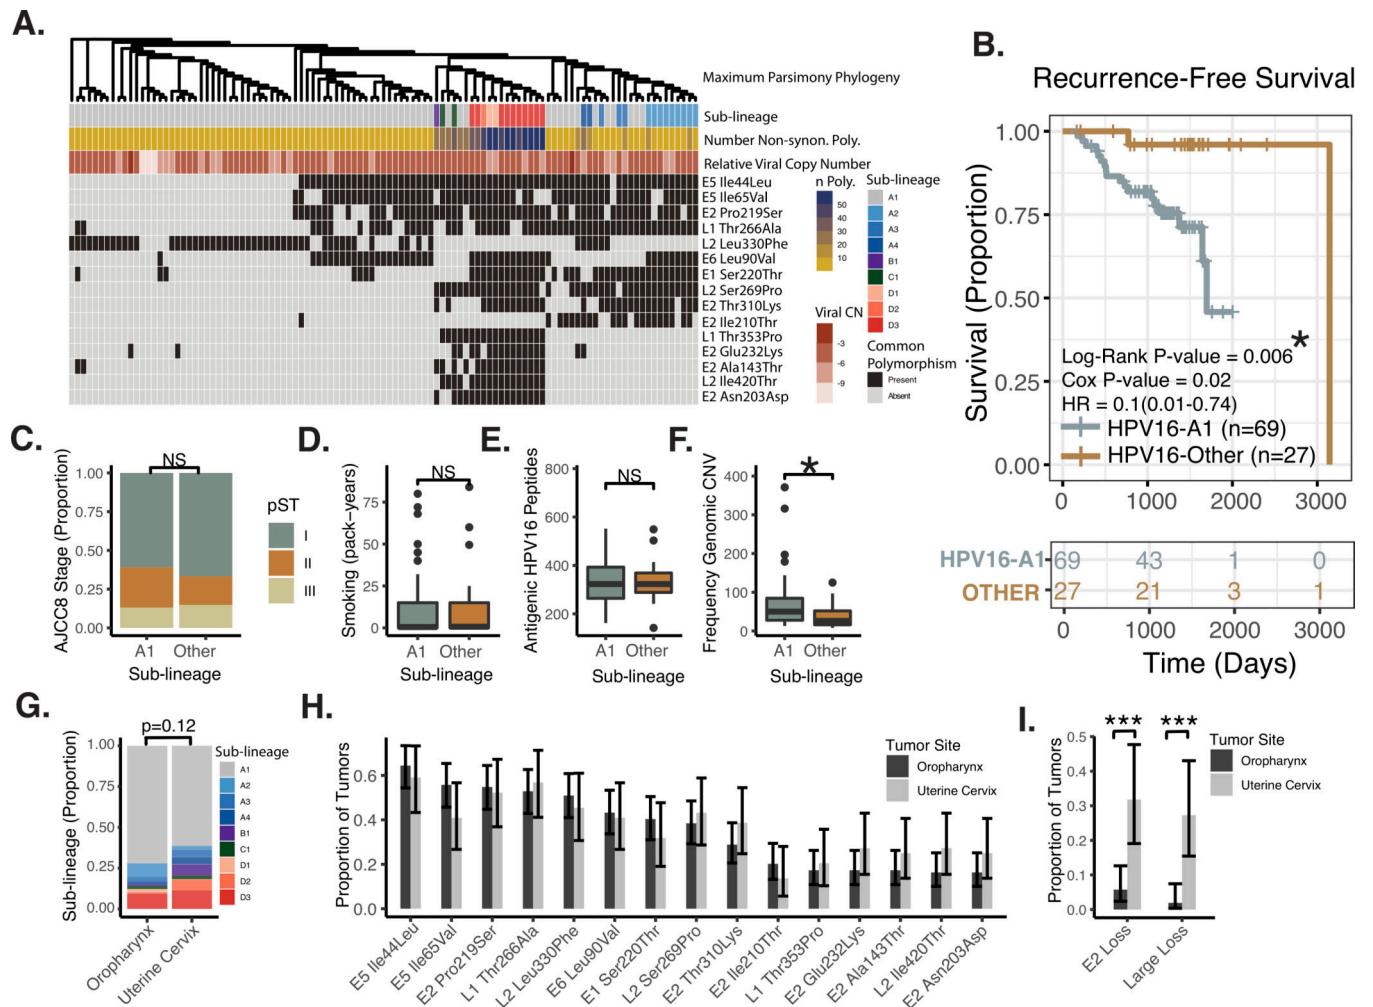 A.
Maximum Parsimony Phylogeny
Sub-lineage
Number Non-synon. Poly.
Relative Viral Copy Number
E5 Ile44Leu
E5 Ile65Val
E2 Pro219Ser
L1 Thr266Ala
L2 Leu330Phe
E6 Leu90Val
E1 Ser220Thr
L2 Ser269Pro
E2 Thr310Lys
E2 Ile210Thr
L1 Thr353Pro
E2 Glu232Lys
E2 Ala143Thr
L2 Ile420Thr
E2 Asn203Asp
n Poly.
50
40
30
20
10
Viral CN
-3
-6
-9
Sub-lineage
A1
A2
A3
A4
B1
C1
D1
D2
D3
Common
Polymorphism
Present
Absent
B.
Recurrence-Free Survival
Survival (Proportion)
1.00
0.75
0.50
0.25
0.00
*
Log-Rank P-value = 0.006
Cox P-value = 0.02
HR = 0.1(0.01-0.74)
HPV16-A1 (n=69)
HPV16-Other (n=27)
0 1000 2000 3000
HPV16-A1 69 43 1 0
OTHER 27 21 3 1
0 1000 2000 3000
Time (Days)
C.
AJCC8 Stage (Proportion)
1.00
0.75
0.50
0.25
0.00
NS
A1 Other
Sub-lineage
pST
I
II
III
D.
Smoking (pack-years)
75
50
25
0
NS
A1 Other
Sub-lineage
E.
Antigenic HPV16 Peptides
800
600
400
200
NS
A1 Other
Sub-lineage
F.
Frequency Genomic CNV
400
300
200
100
0
*
A1 Other
Sub-lineage
G.
Sub-lineage (Proportion)
1.00
0.75
0.50
0.25
0.00
p=0.12
Oropharynx
Uterine Cervix
Sub-lineage
A1
A2
A3
A4
B1
C1
D1
D2
D3
H.
Proportion of Tumors
0.6
0.4
0.2
0.0
Tumor Site
Oropharynx
Uterine Cervix
E5 Ile44Leu
E5 Ile65Val
E2 Pro219Ser
L1 Thr266Ala
L2 Leu330Phe
E6 Leu90Val
E1 Ser220Thr
L2 Ser269Pro
E2 Thr310Lys
E2 Ile210Thr
L1 Thr353Pro
E2 Glu232Lys
E2 Ala143Thr
L2 Ile420Thr
E2 Asn203Asp
I.
Proportion of Tumors
0.5
0.4
0.3
0.2
0.1
0.0
*** ***
Tumor Site
Oropharynx
Uterine Cervix
E2 Loss
Large Loss